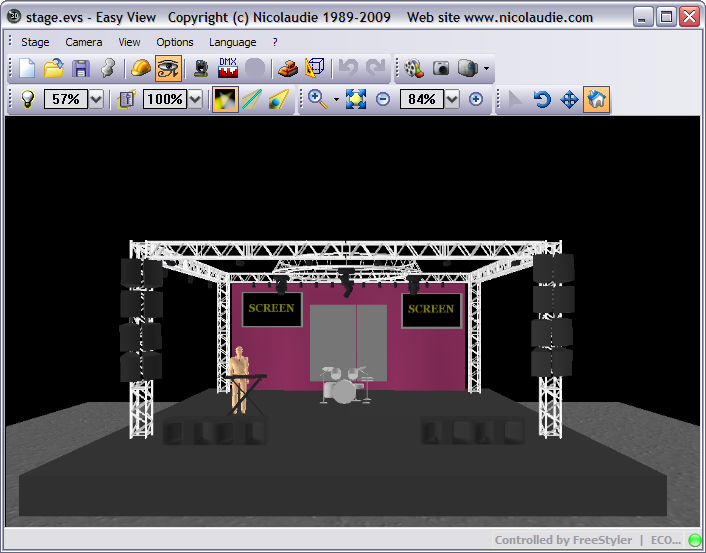 stage.evs - Easy View   Copyright (c) Nicolaudie 1989-2009    Web site www.nicolaudie.com
Stage Camera View Options Language ?
DMX
57% 100% 84%
SCREEN SCREEN
Controlled by FreeStyler | ECO...